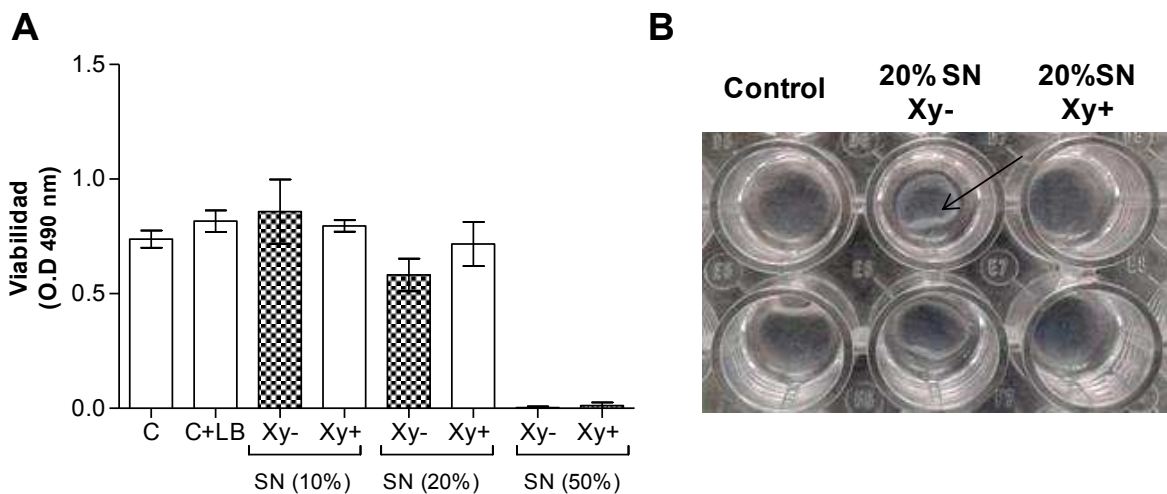 A
Viabilidad
(O.D 490 nm)
1.5
1.0
0.5
0.0
C
C+LB
Xy-
Xy+
Xy-
Xy+
Xy-
Xy+
SN (10%)
SN (20%)
SN (50%)
B
Control
20% SN
Xy-
20%SN
Xy+
E7